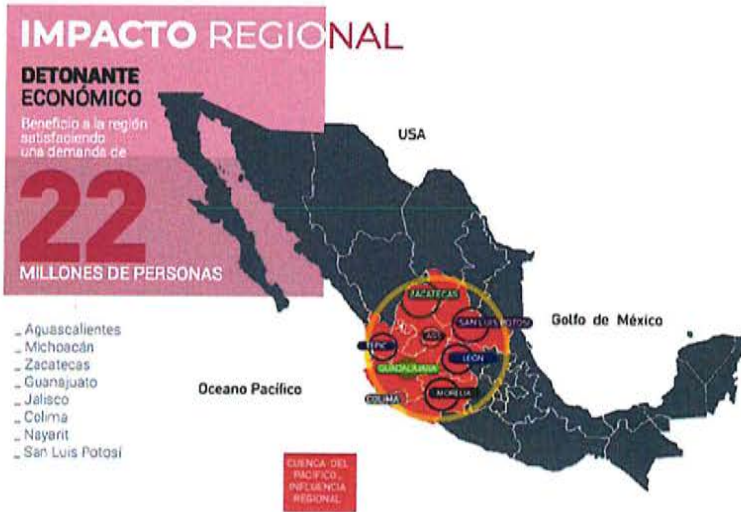 IMPACTO REGIONAL
DETONANTE
ECONÓMICO
Beneficio a la región
satisfaciendo
una demanda de
22
MILLONES DE PERSONAS
_ Aguascalientes
_ Michoacán
_ Zacatecas
_ Guanajuato
_ Jalisco
_ Colima
_ Nayarit
_ San Luis Potosí
USA
Golfo de México
Oceano Pacífico
ZACATECAS
SAN LUIS POTOSÍ
AGS
TEPIC
LEÓN
GUADALAJARA
MORELIA
COLIMA
CUENCA DEL
PACÍFICO _
INFLUENCIA
REGIONAL